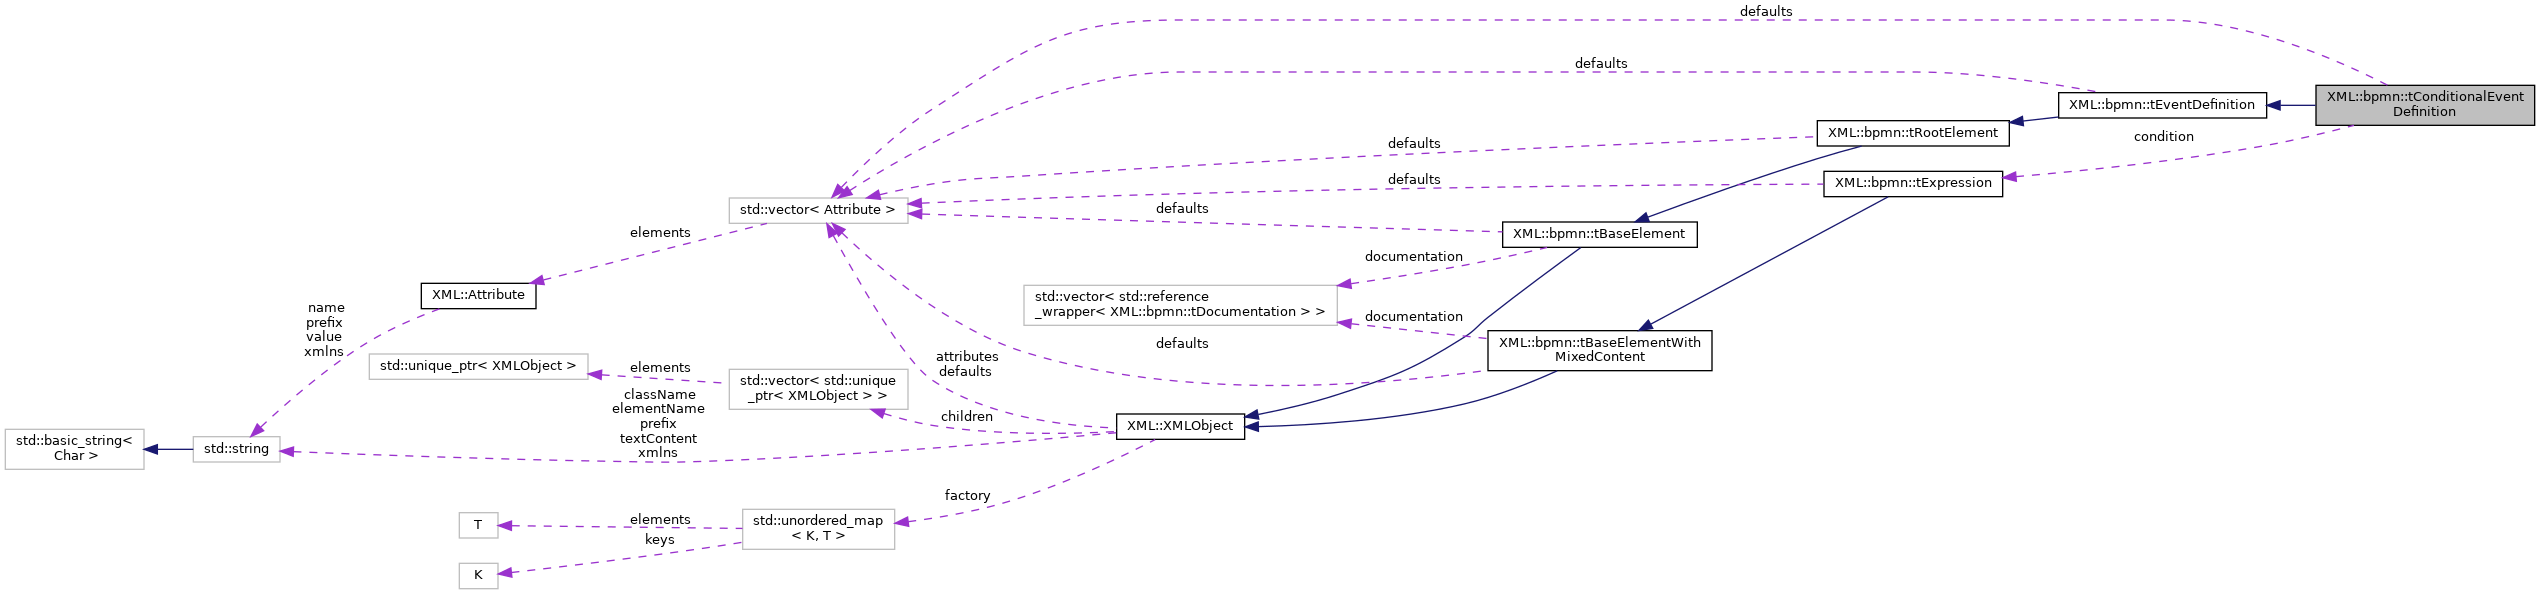 defaults
defaults
XML::bpmn::tConditionalEvent
Definition
XML::bpmn::tEventDefinition
XML::bpmn::tRootElement
condition
defaults
defaults
XML::bpmn::tExpression
std::vector< Attribute >
defaults
elements
XML::bpmn::tBaseElement
documentation
XML::Attribute
std::vector< std::reference
_wrapper< XML::bpmn::tDocumentation > >
name
prefix
value
xmlns
documentation
defaults
XML::bpmn::tBaseElementWith
MixedContent
attributes
defaults
std::unique_ptr< XMLObject >
elements
std::vector< std::unique
_ptr< XMLObject > >
className
elementName
prefix
textContent
xmlns
children
XML::XMLObject
std::basic_string<
Char >
std::string
factory
T
elements
std::unordered_map
< K, T >
keys
K